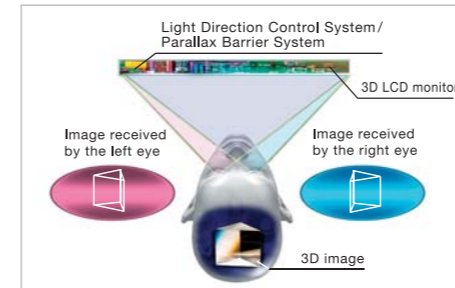 Light Direction Control System/
Parallax Barrier System
3D LCD monitor
Image received
by the left eye
Image received
by the right eye
3D image